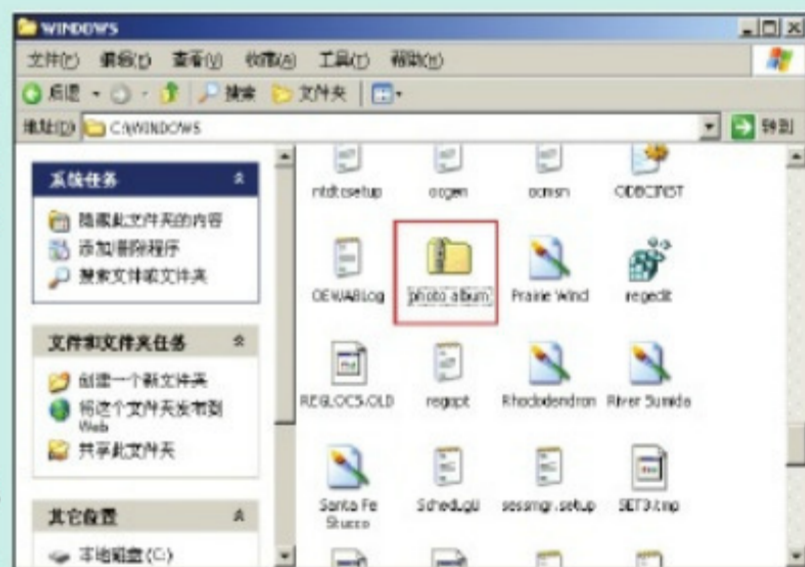 WINDOWS
文件(F) 编辑(E) 查看(V) 收藏(A) 工具(T) 帮助(H)
后退 搜索 文件夹
地址(D) C:\WINDOWS 转到
系统任务
隐藏此文件夹的内容
添加/删除程序
搜索文件或文件夹
文件和文件夹任务
创建一个新文件夹
将这个文件夹发布到
Web
共享此文件夹
其它位置
本地磁盘 (C:)
ntdtcsetup ocgen ocmsn ODBCINST
OEWABLog photo album Prairie Wind regedit
REGLOCS.OLD regopt Rhododendron River Sumida
Santa Fe
Stucco
SchedLgU sessmgr.setup SET3.tmp